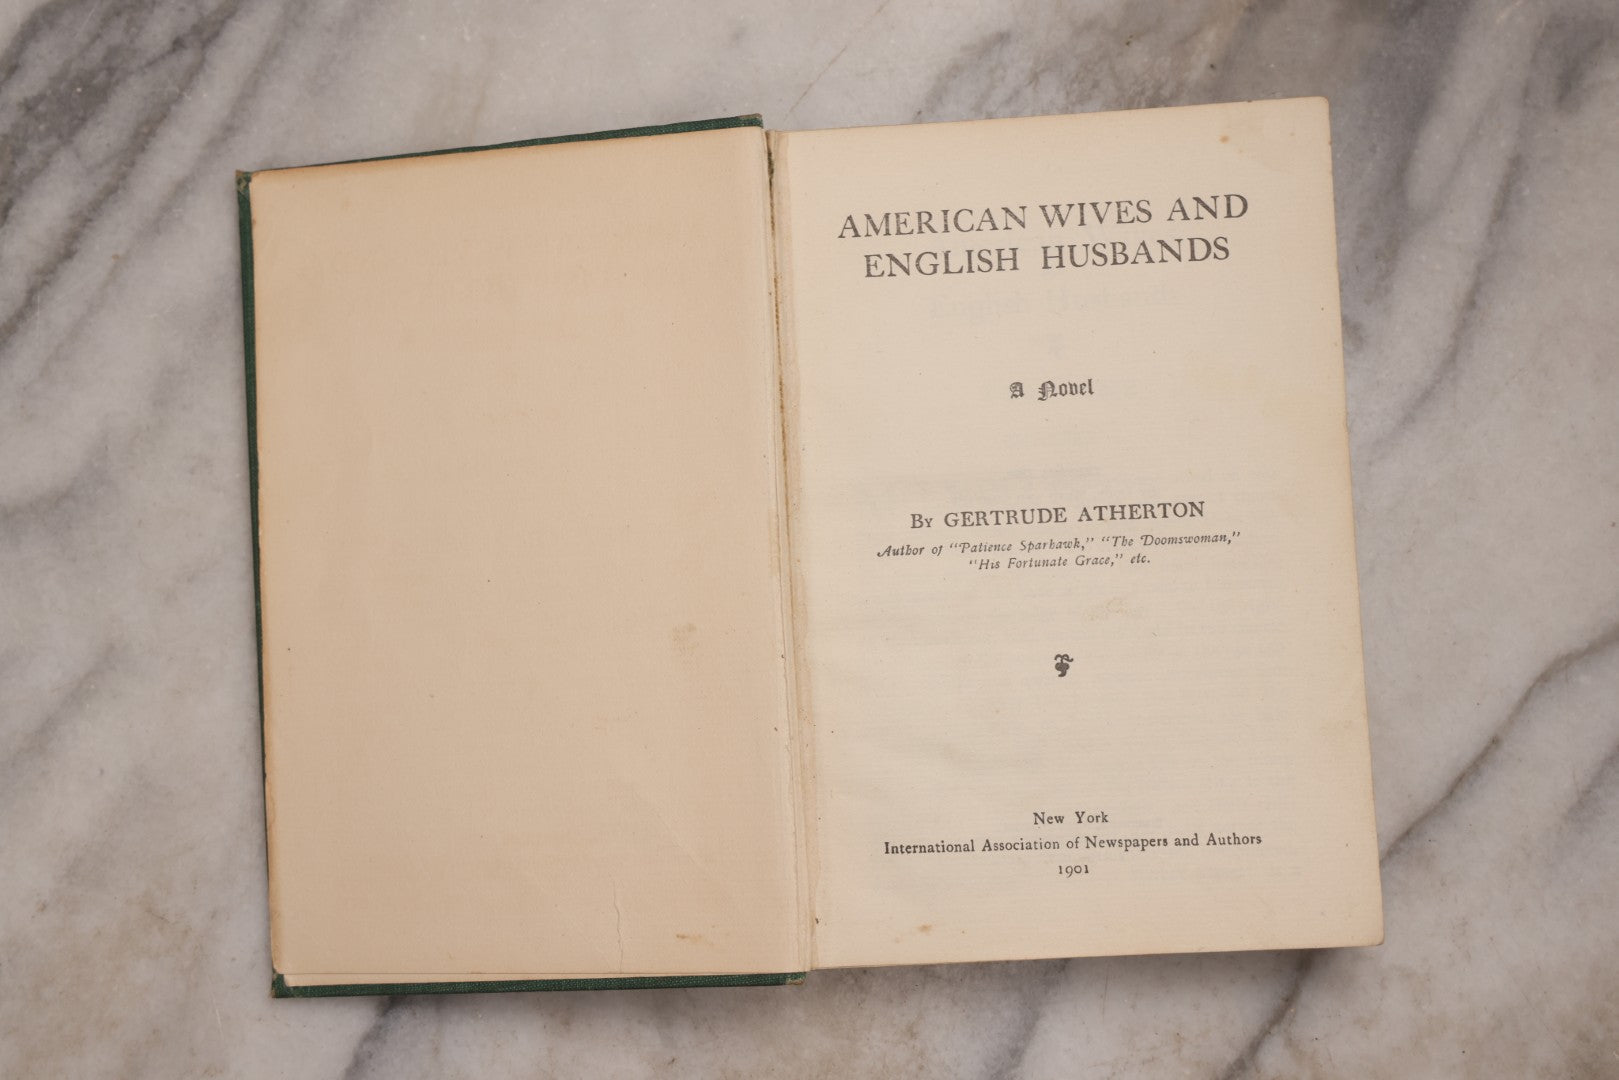 AMERICAN WIVES AND
ENGLISH HUSBANDS
A Novel
By GERTRUDE ATHERTON
Author of "Patience Sparhawk," "The Doomswoman,"
"His Fortunate Grace," etc.
New York
International Association of Newspapers and Authors
1901